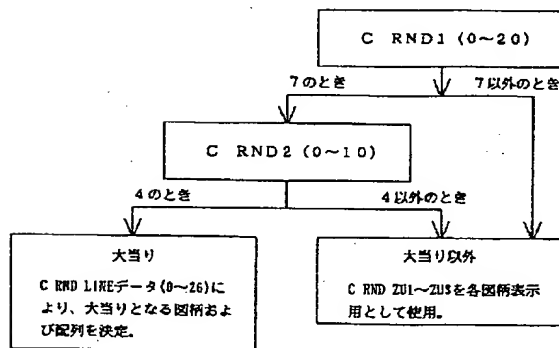 C RND1 (0～20)
7のとき
7以外のとき
C RND2 (0～10)
4のとき
4以外のとき
大当り
C RND LINEデータ(0～26)に
より、大当りとなる図柄およ
び配列を決定。
大当り以外
C RND ZU1～ZU9を各図柄表示
用として使用。